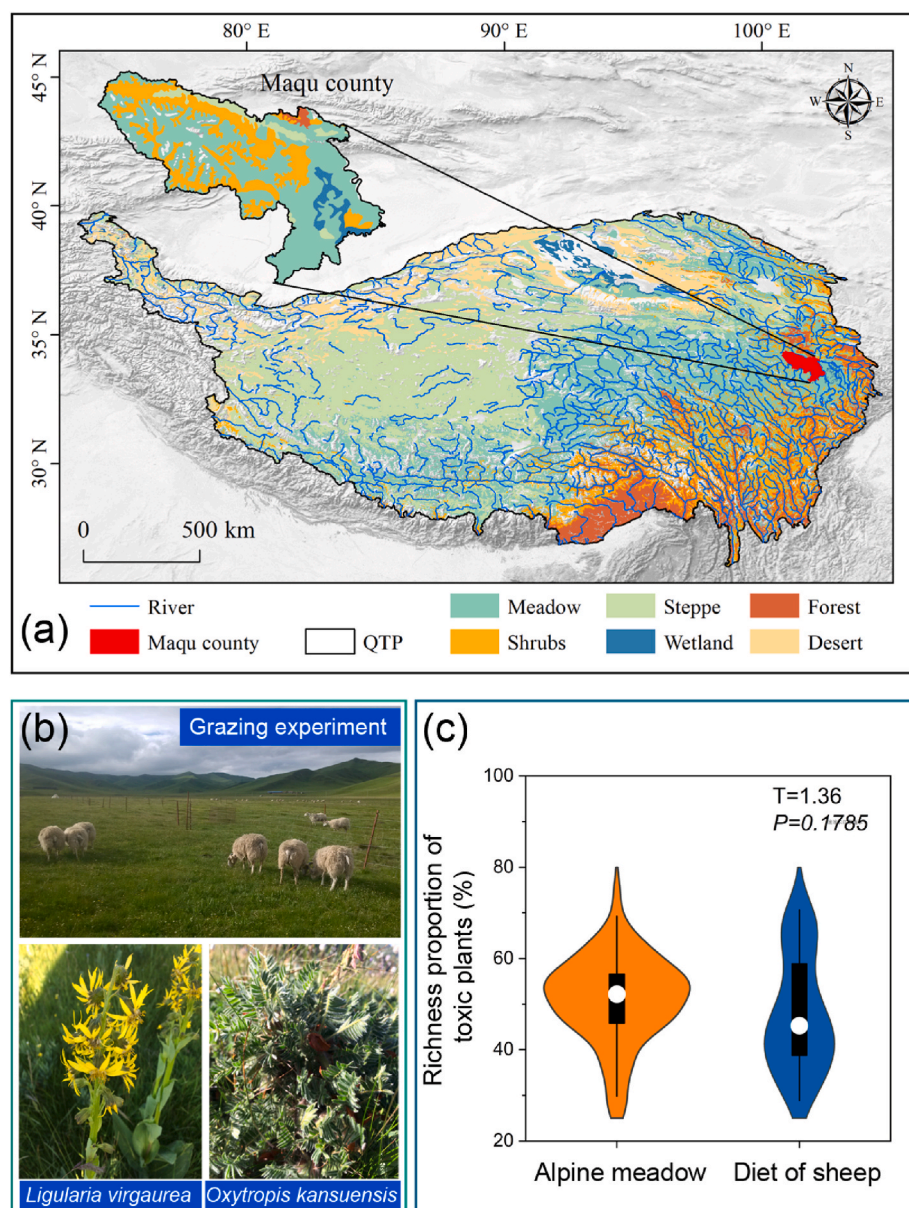 (a)
80° E 90° E 100° E
45° N
40° N
35° N
30° N
Maqu county
N
W E
S
0 500 km
River Meadow Steppe Forest
Maqu county QTP Shrubs Wetland Desert
(b)
Grazing experiment
Ligularia virgaurea
Oxytropis kansuensis
(c)
T=1.36
P=0.1785
Richness proportion of
toxic plants (%)
100
80
60
40
20
Alpine meadow Diet of sheep